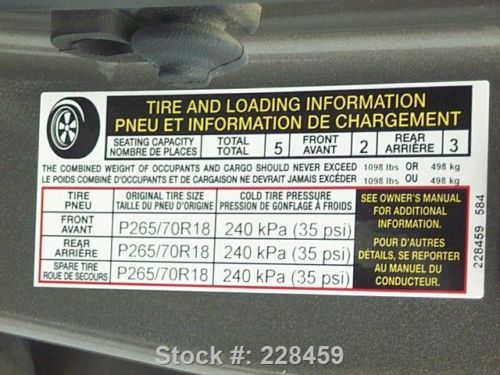 TIRE AND LOADING INFORMATION
PNEU ET INFORMATION DE CHARGEMENT
SEATING CAPACITY TOTAL 5 FRONT 2 REAR 3
NOMBRE DE PLACES TOTAL AVANT ARRIÈRE
THE COMBINED WEIGHT OF OCCUPANTS AND CARGO SHOULD NEVER EXCEED 1098 lbs OR 498 kg
LE POIDS COMBINÉ D'OCCUPANTS ET DE CARGAISON NE DEVRAIT JAMAIS EXCÉDER 1098 lbs OU 498 kg
TIRE ORIGINAL TIRE SIZE COLD TIRE PRESSURE
PNEU TAILLE DU PNEU D'ORIGINE PRESSION DE GONFLAGE À FROIDS
FRONT
AVANT P265/70R18 240 kPa (35 psi)
REAR
ARRIÈRE P265/70R18 240 kPa (35 psi)
SPARE TIRE
ROUE DE SECOURS P265/70R18 240 kPa (35 psi)
SEE OWNER'S MANUAL
FOR ADDITIONAL
INFORMATION.
POUR D'AUTRES
DÉTAILS, SE REPORTER
AU MANUEL DU
CONDUCTEUR.
228459 584
Stock #: 228459